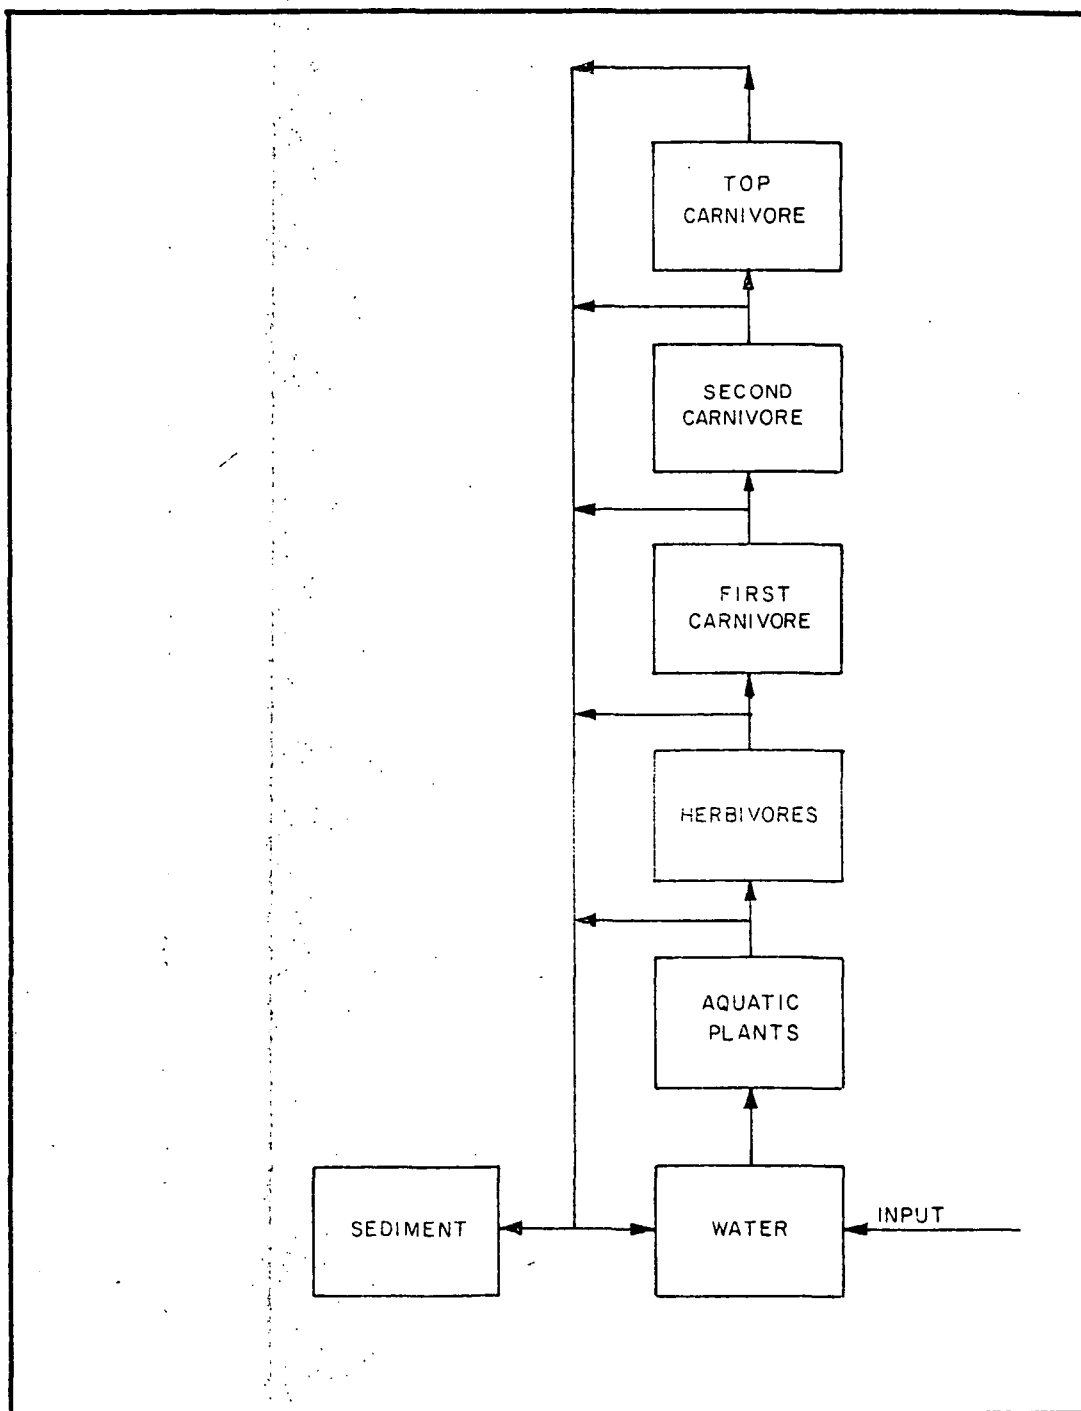 TOP
CARNIVORE
SECOND
CARNIVORE
FIRST
CARNIVORE
HERBIVORES
AQUATIC
PLANTS
SEDIMENT
WATER
INPUT